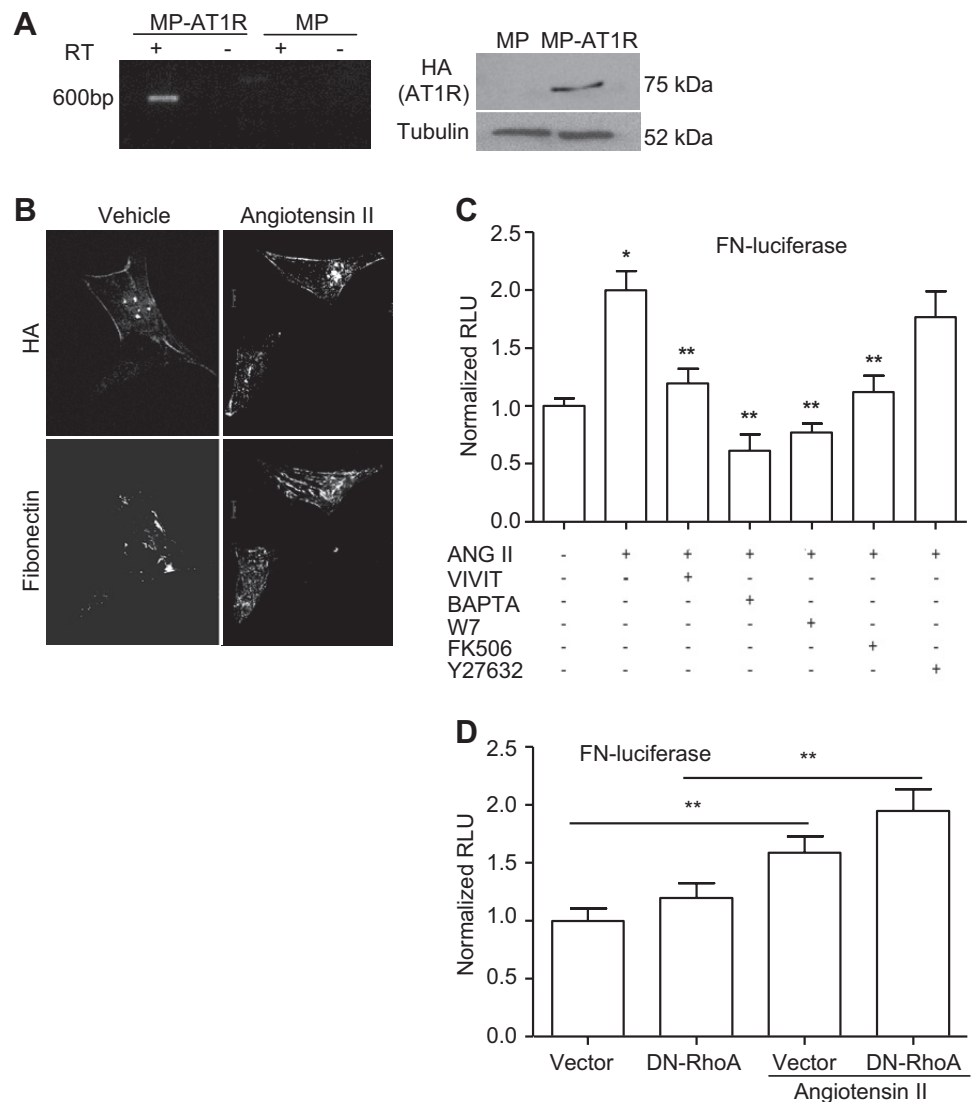 A
MP-AT1R MP
RT + - + -
600bp
MP MP-AT1R
HA
(AT1R)
75 kDa
Tubulin
52 kDa
B
Vehicle Angiotensin II
HA
Fibonectin
C
FN-luciferase
Normalized RLU
2.5
2.0
1.5
1.0
0.5
0.0
*
**
**
**
**
ANG II - + + + + + +
VIVIT - - + - - - -
BAPTA - - - + - - -
W7 - - - - + - -
FK506 - - - - - + -
Y27632 - - - - - - +
D
FN-luciferase
Normalized RLU
2.5
2.0
1.5
1.0
0.5
0.0
**
**
Vector DN-RhoA Vector DN-RhoA
Angiotensin II